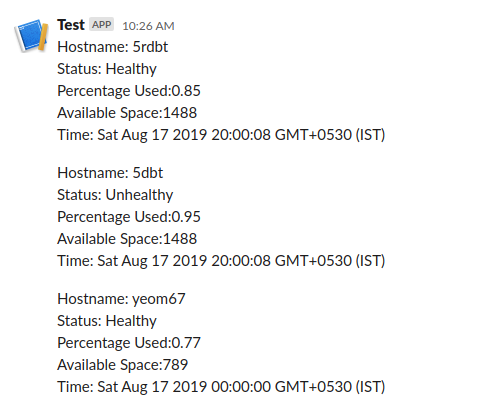 Test APP 10:26 AM
Hostname: 5rdbt
Status: Healthy
Percentage Used:0.85
Available Space:1488
Time: Sat Aug 17 2019 20:00:08 GMT+0530 (IST)
Hostname: 5dbt
Status: Unhealthy
Percentage Used:0.95
Available Space:1488
Time: Sat Aug 17 2019 20:00:08 GMT+0530 (IST)
Hostname: yeom67
Status: Healthy
Percentage Used:0.77
Available Space:789
Time: Sat Aug 17 2019 00:00:00 GMT+0530 (IST)